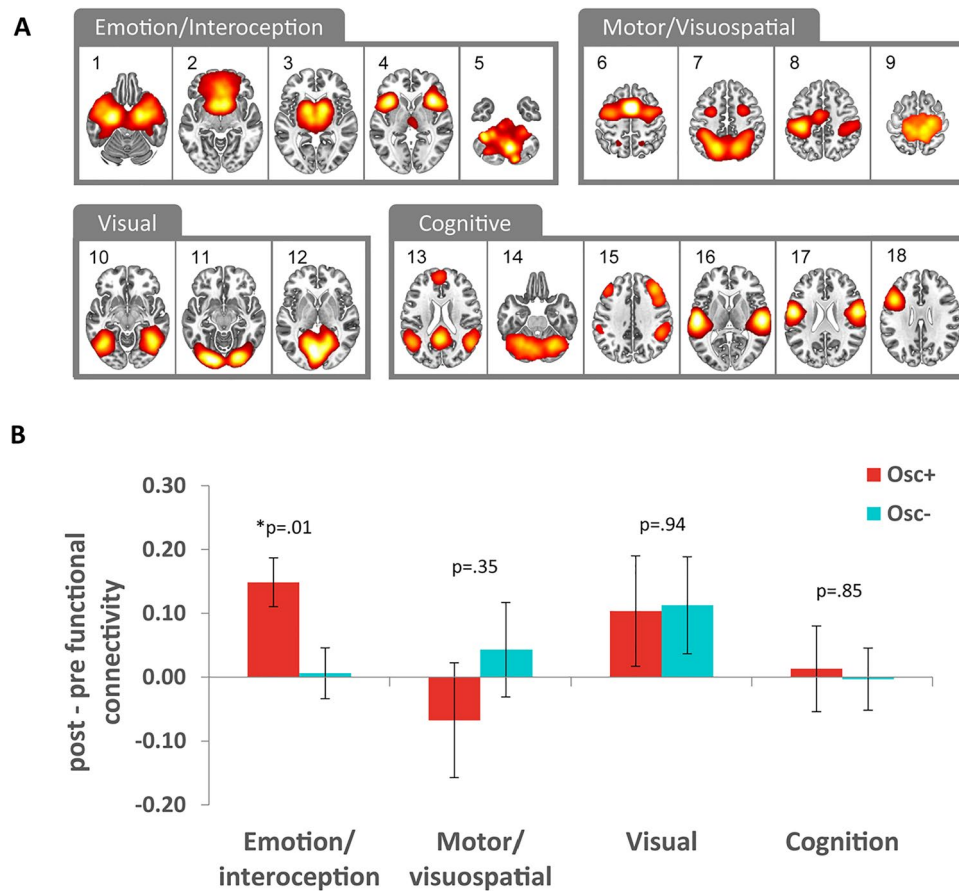 A
Emotion/Interoception
Motor/Visuospatial
1 2 3 4 5
6 7 8 9
Visual
Cognitive
10 11 12
13 14 15 16 17 18
B
Osc+
Osc-
post - pre functional
connectivity
0.30
0.20
0.10
0.00
-0.10
-0.20
*p=.01
p=.35
p=.94
p=.85
Emotion/
interoception
Motor/
visuospatial
Visual
Cognition